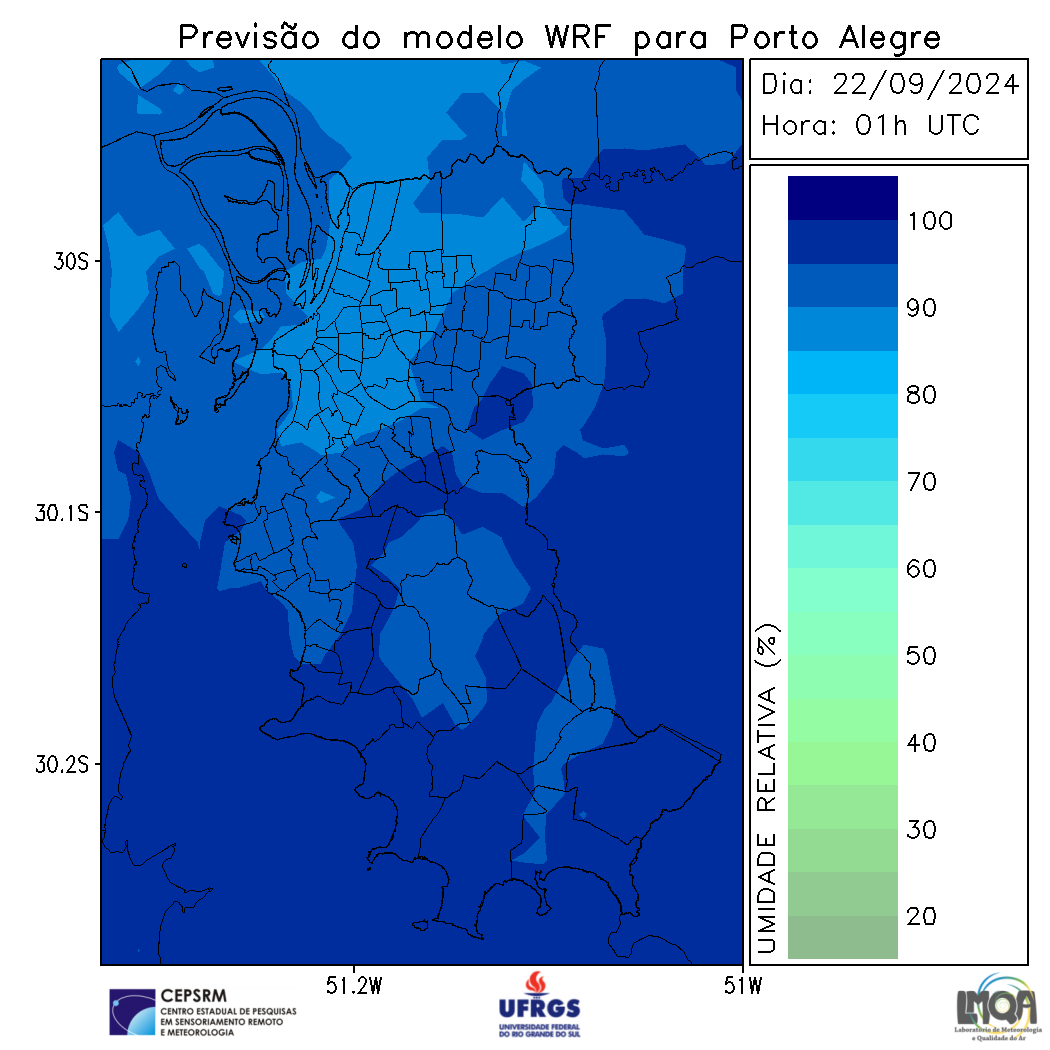 Previsão do modelo WRF para Porto Alegre
Dia: 22/09/2024
Hora: 01h UTC
100
90
80
70
60
50
40
30
20
UMIDADE RELATIVA (%)
30S
30.1S
30.2S
51.2W
51W
CEPSRM
CENTRO ESTADUAL DE PESQUISAS
EM SENSORIAMENTO REMOTO
E METEOROLOGIA
UFRGS
UNIVERSIDADE FEDERAL
DO RIO GRANDE DO SUL
LMQA
Laboratório de Meteorologia
e Qualidade do Ar